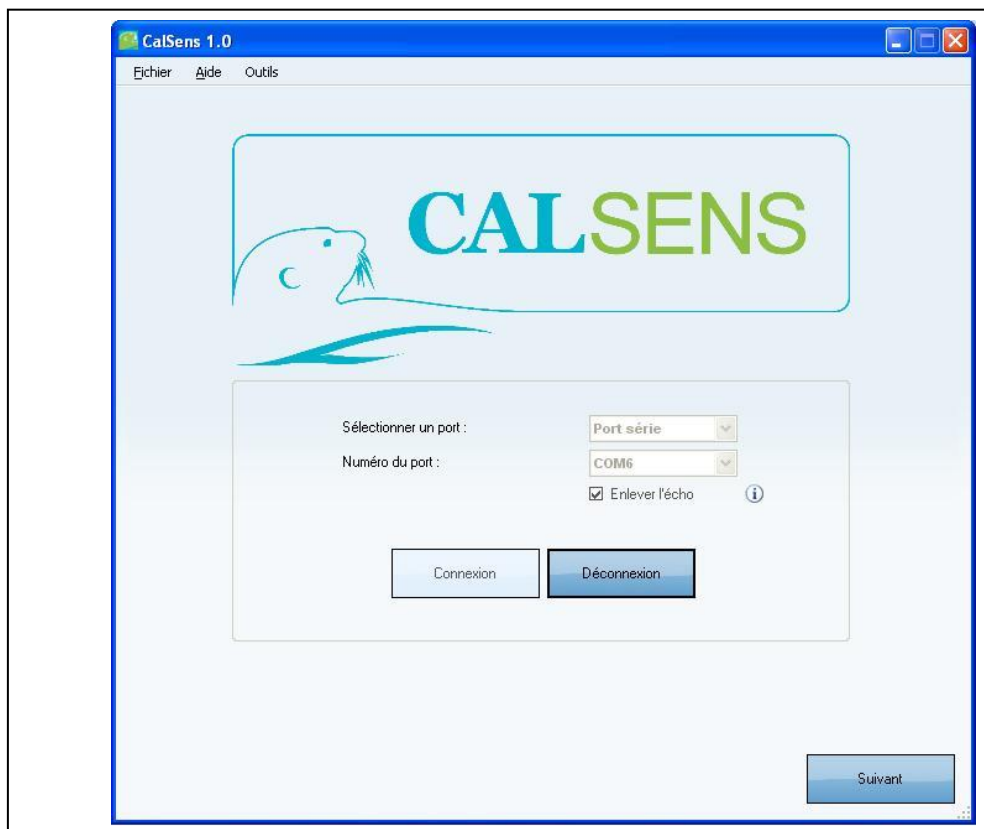 CalSens 1.0
Fichier Aide Outils
CALSENS
Sélectionner un port :
Port série
Numéro du port :
COM6
Enlever l'écho
Connexion
Déconnexion
Suivant